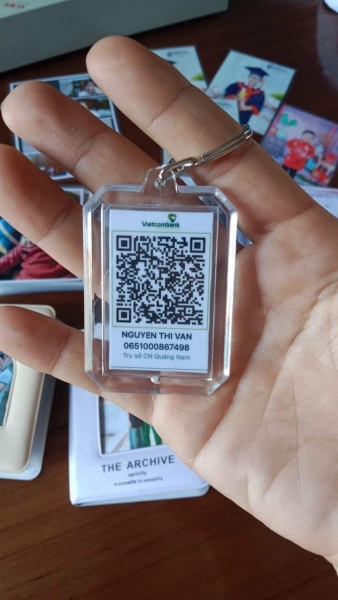 Vietcombank
NGUYEN THI VAN
0651000867498
Trụ sở CN Quảng Nam
THE ARCHIVE